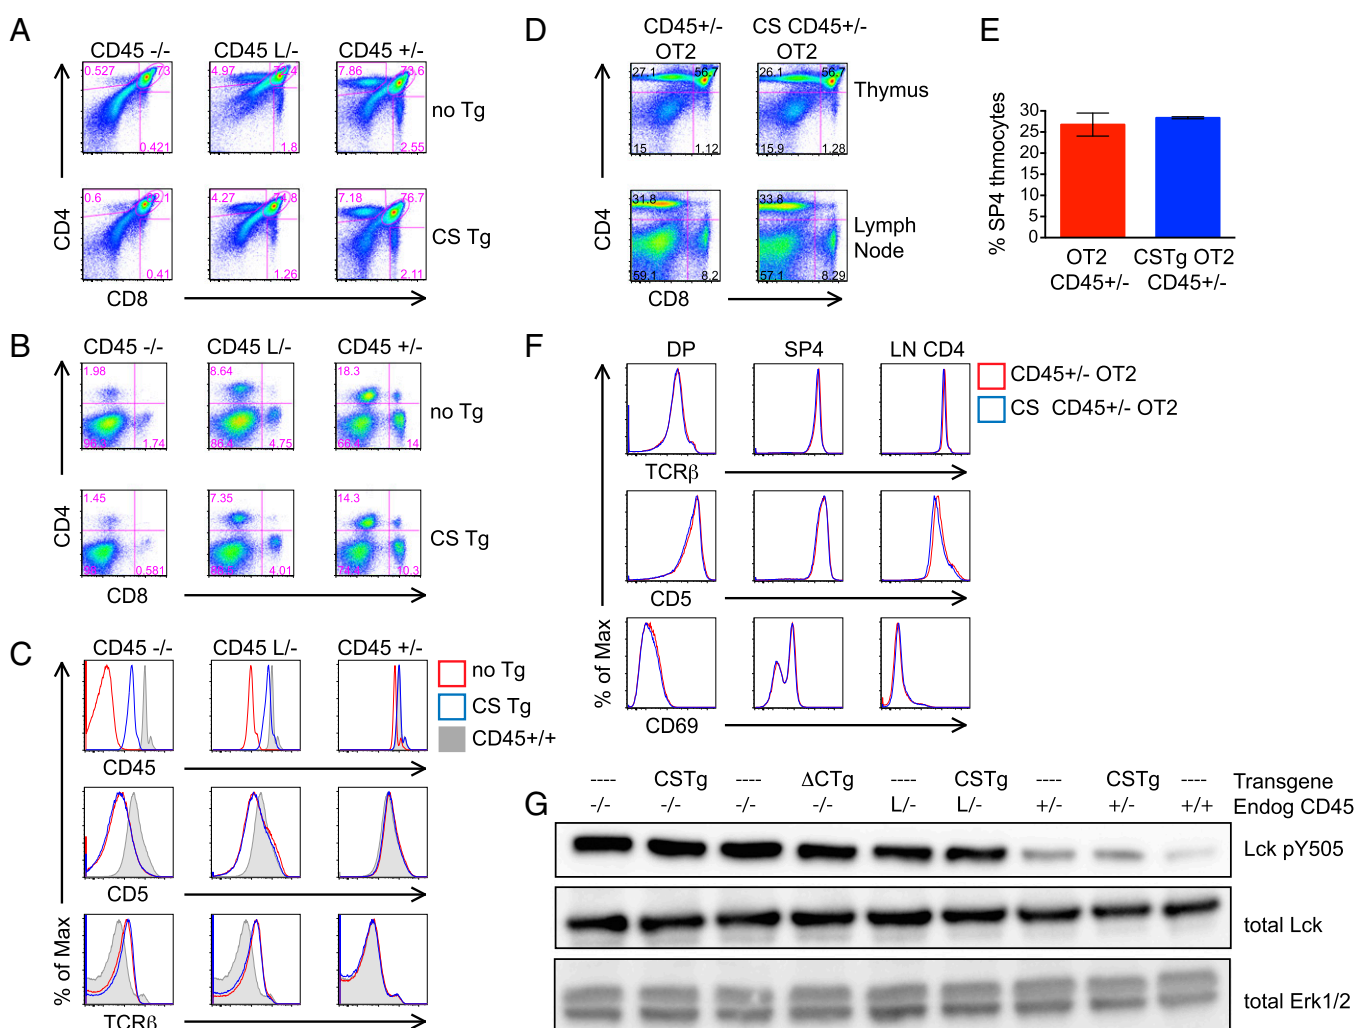 A
CD45 -/-
CD45 L/-
CD45 +/-
0.527
73
0.421
4.97
1.8
7.86
73.6
2.55
no Tg
0.6
0.41
4.27
74.8
1.26
7.18
76.7
2.11
CS Tg
CD4
CD8
B
CD45 -/-
CD45 L/-
CD45 +/-
1.98
1.74
8.64
86.4
4.75
18.3
66.4
14
no Tg
1.45
0.581
7.35
4.01
14.3
74.4
10.3
CS Tg
CD4
CD8
C
CD45 -/-
CD45 L/-
CD45 +/-
no Tg
CS Tg
CD45+/+
CD45
CD5
TCRβ
% of Max
D
CD45+/-
OT2
CS CD45+/-
OT2
27.1
56.7
15
1.12
26.1
56.7
15.9
1.28
Thymus
31.8
59.1
8.2
33.8
57.1
8.29
Lymph
Node
CD4
CD8
E
% SP4 thmocytes
30
25
20
15
10
5
0
OT2
CD45+/-
CSTg OT2
CD45+/-
F
DP
SP4
LN CD4
CD45+/- OT2
CS CD45+/- OT2
TCRβ
CD5
CD69
% of Max
G
---- CSTg ---- ΔCTg ---- CSTg ---- CSTg ---- Transgene
-/- -/- -/- -/- L/- L/- +/- +/- +/+ Endog CD45
Lck pY505
total Lck
total Erk1/2